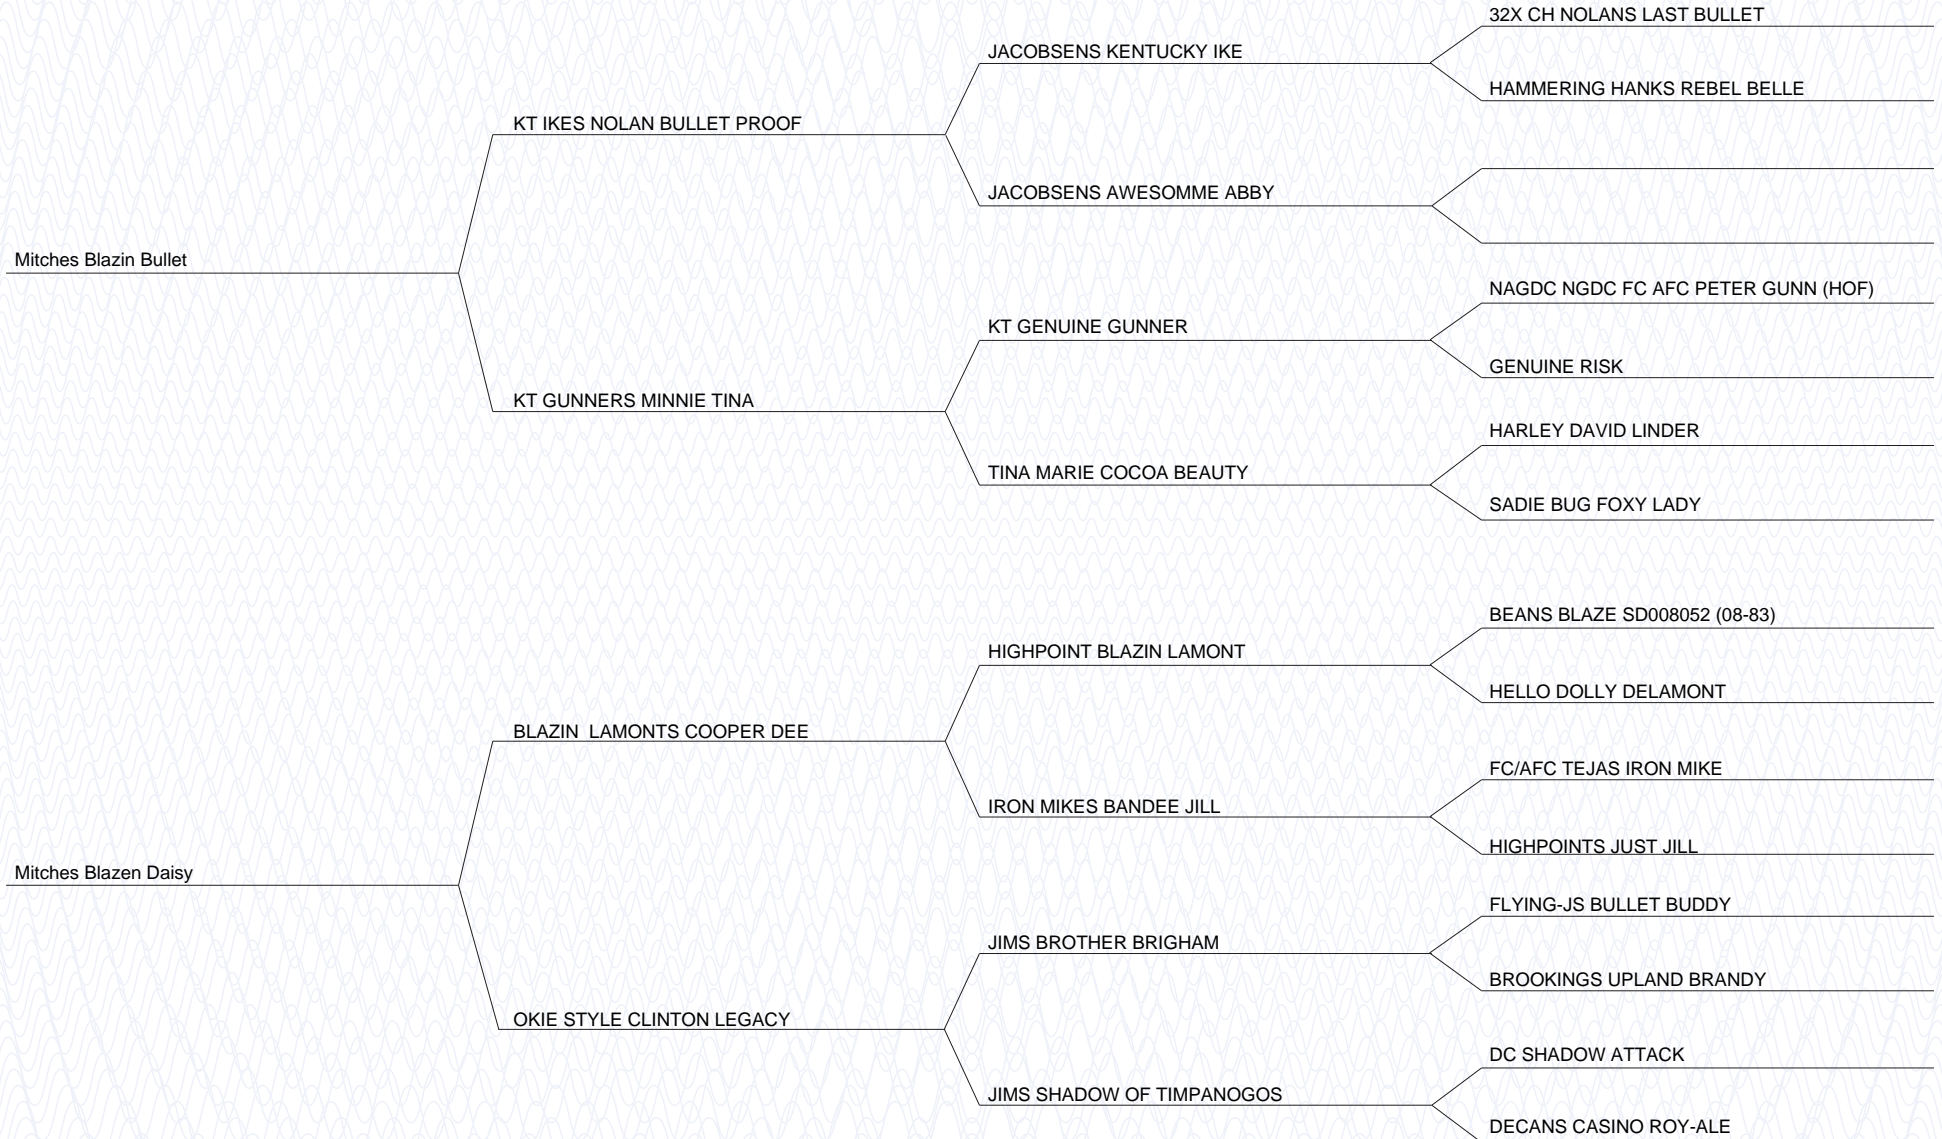 32X CH NOLANS LAST BULLET
JACOBSENS KENTUCKY IKE
HAMMERING HANKS REBEL BELLE
KT IKES NOLAN BULLET PROOF
JACOBSENS AWESOMME ABBY
Mitches Blazin Bullet
NAGDC NGDC FC AFC PETER GUNN (HOF)
KT GENUINE GUNNER
GENUINE RISK
KT GUNNERS MINNIE TINA
HARLEY DAVID LINDER
TINA MARIE COCOA BEAUTY
SADIE BUG FOXY LADY
BEANS BLAZE SD008052 (08-83)
HIGHPOINT BLAZIN LAMONT
HELLO DOLLY DELAMONT
BLAZIN  LAMONTS COOPER DEE
FC/AFC TEJAS IRON MIKE
IRON MIKES BANDEE JILL
HIGHPOINTS JUST JILL
Mitches Blazen Daisy
FLYING-JS BULLET BUDDY
JIMS BROTHER BRIGHAM
BROOKINGS UPLAND BRANDY
OKIE STYLE CLINTON LEGACY
DC SHADOW ATTACK
JIMS SHADOW OF TIMPANOGOS
DECANS CASINO ROY-ALE